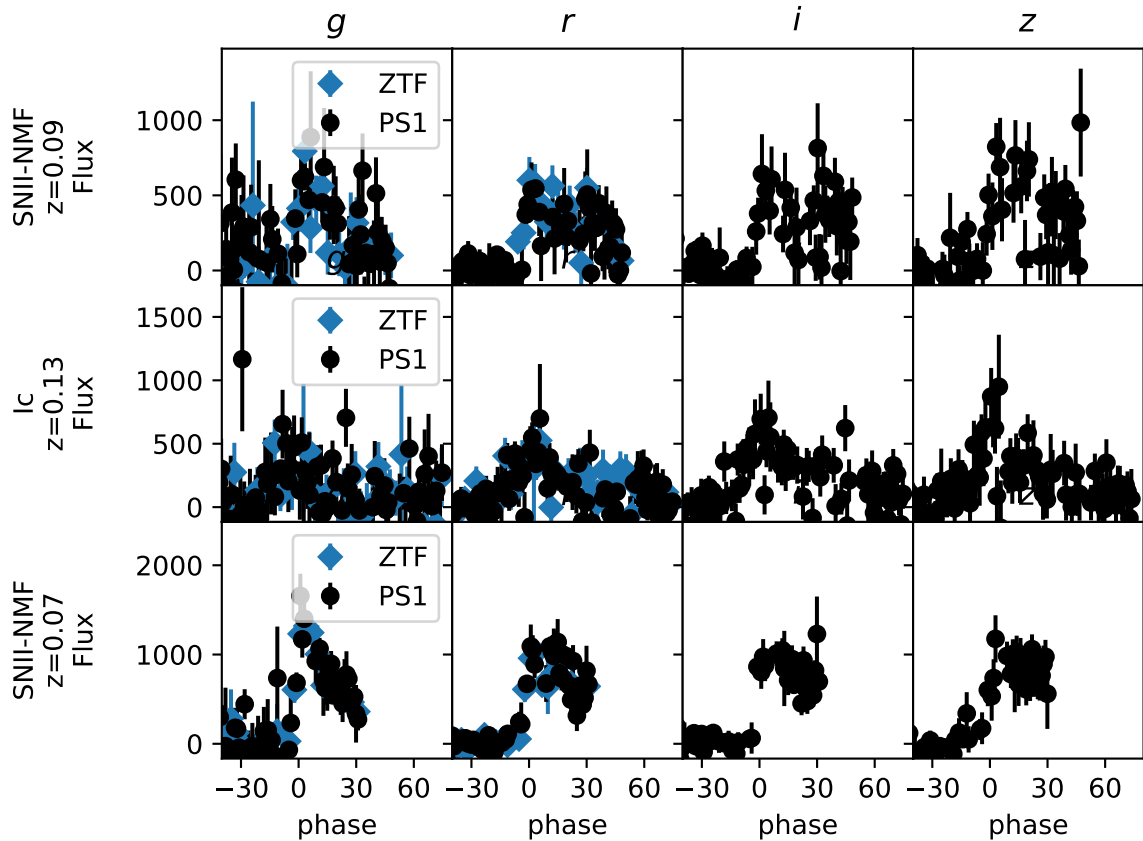 g r i z
SNII-NMF
z=0.09
Flux
1000
500
0
ZTF
PS1
g
r
Ic
z=0.13
Flux
1500
1000
500
0
ZTF
PS1
z
SNII-NMF
z=0.07
Flux
2000
1000
0
ZTF
PS1
−30 0 30 60 −30 0 30 60 −30 0 30 60 −30 0 30 60
phase phase phase phase